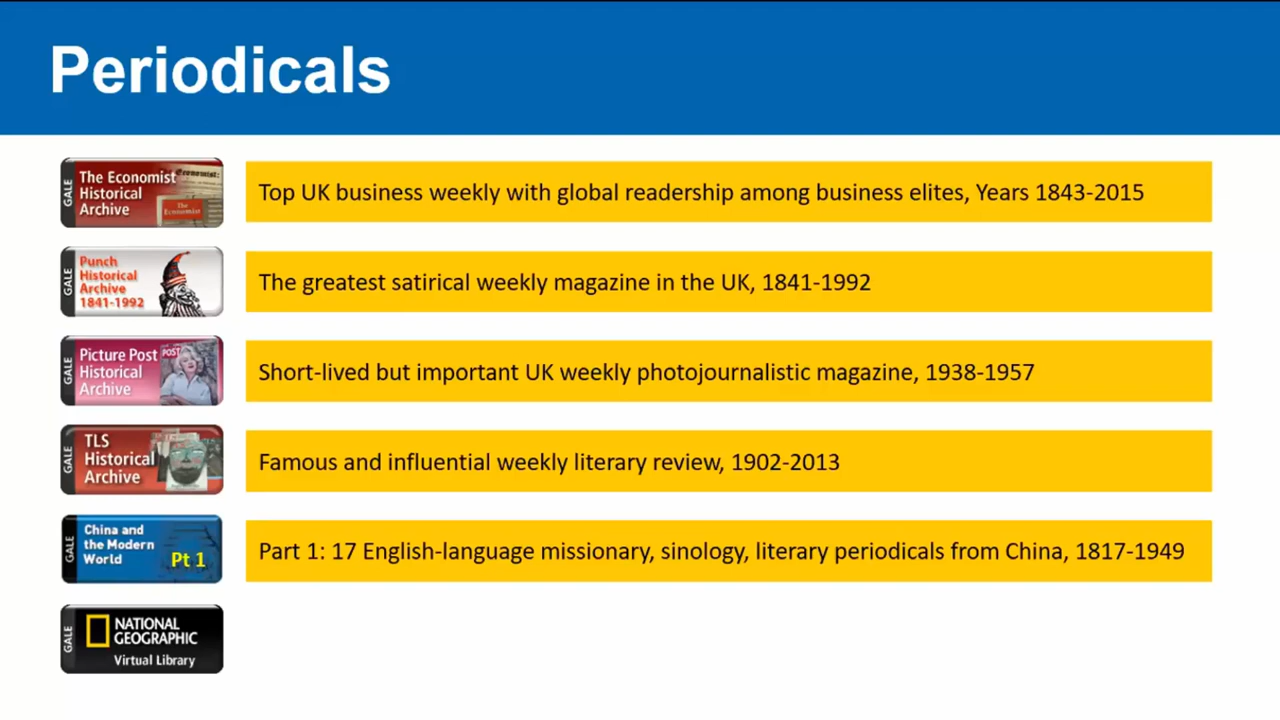 Periodicals
GALE
The Economist
Historical
Archive
Economist:
The
Economist
Top UK business weekly with global readership among business elites, Years 1843-2015
GALE
Punch
Historical
Archive
1841-1992
The greatest satirical weekly magazine in the UK, 1841-1992
GALE
Picture Post
Historical
Archive
POST
Short-lived but important UK weekly photojournalistic magazine, 1938-1957
GALE
TLS
Historical
Archive
Famous and influential weekly literary review, 1902-2013
GALE
China and
the Modern
World
Pt 1
Part 1: 17 English-language missionary, sinology, literary periodicals from China, 1817-1949
GALE
NATIONAL
GEOGRAPHIC
Virtual Library